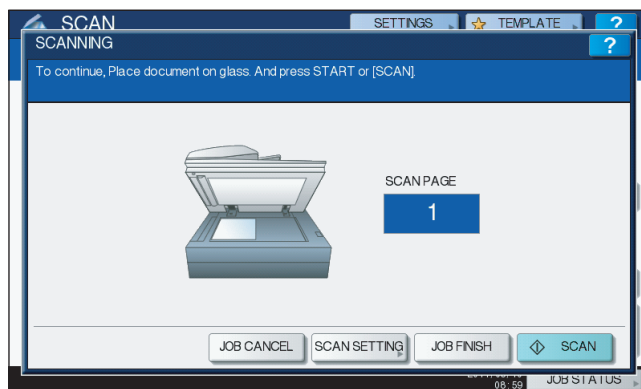 SCAN
SETTINGS
TEMPLATE
?
SCANNING
?
To continue, Place document on glass. And press START or [SCAN].
SCAN PAGE
1
JOB CANCEL
SCAN SETTING
JOB FINISH
SCAN
08:59
JOB STATUS